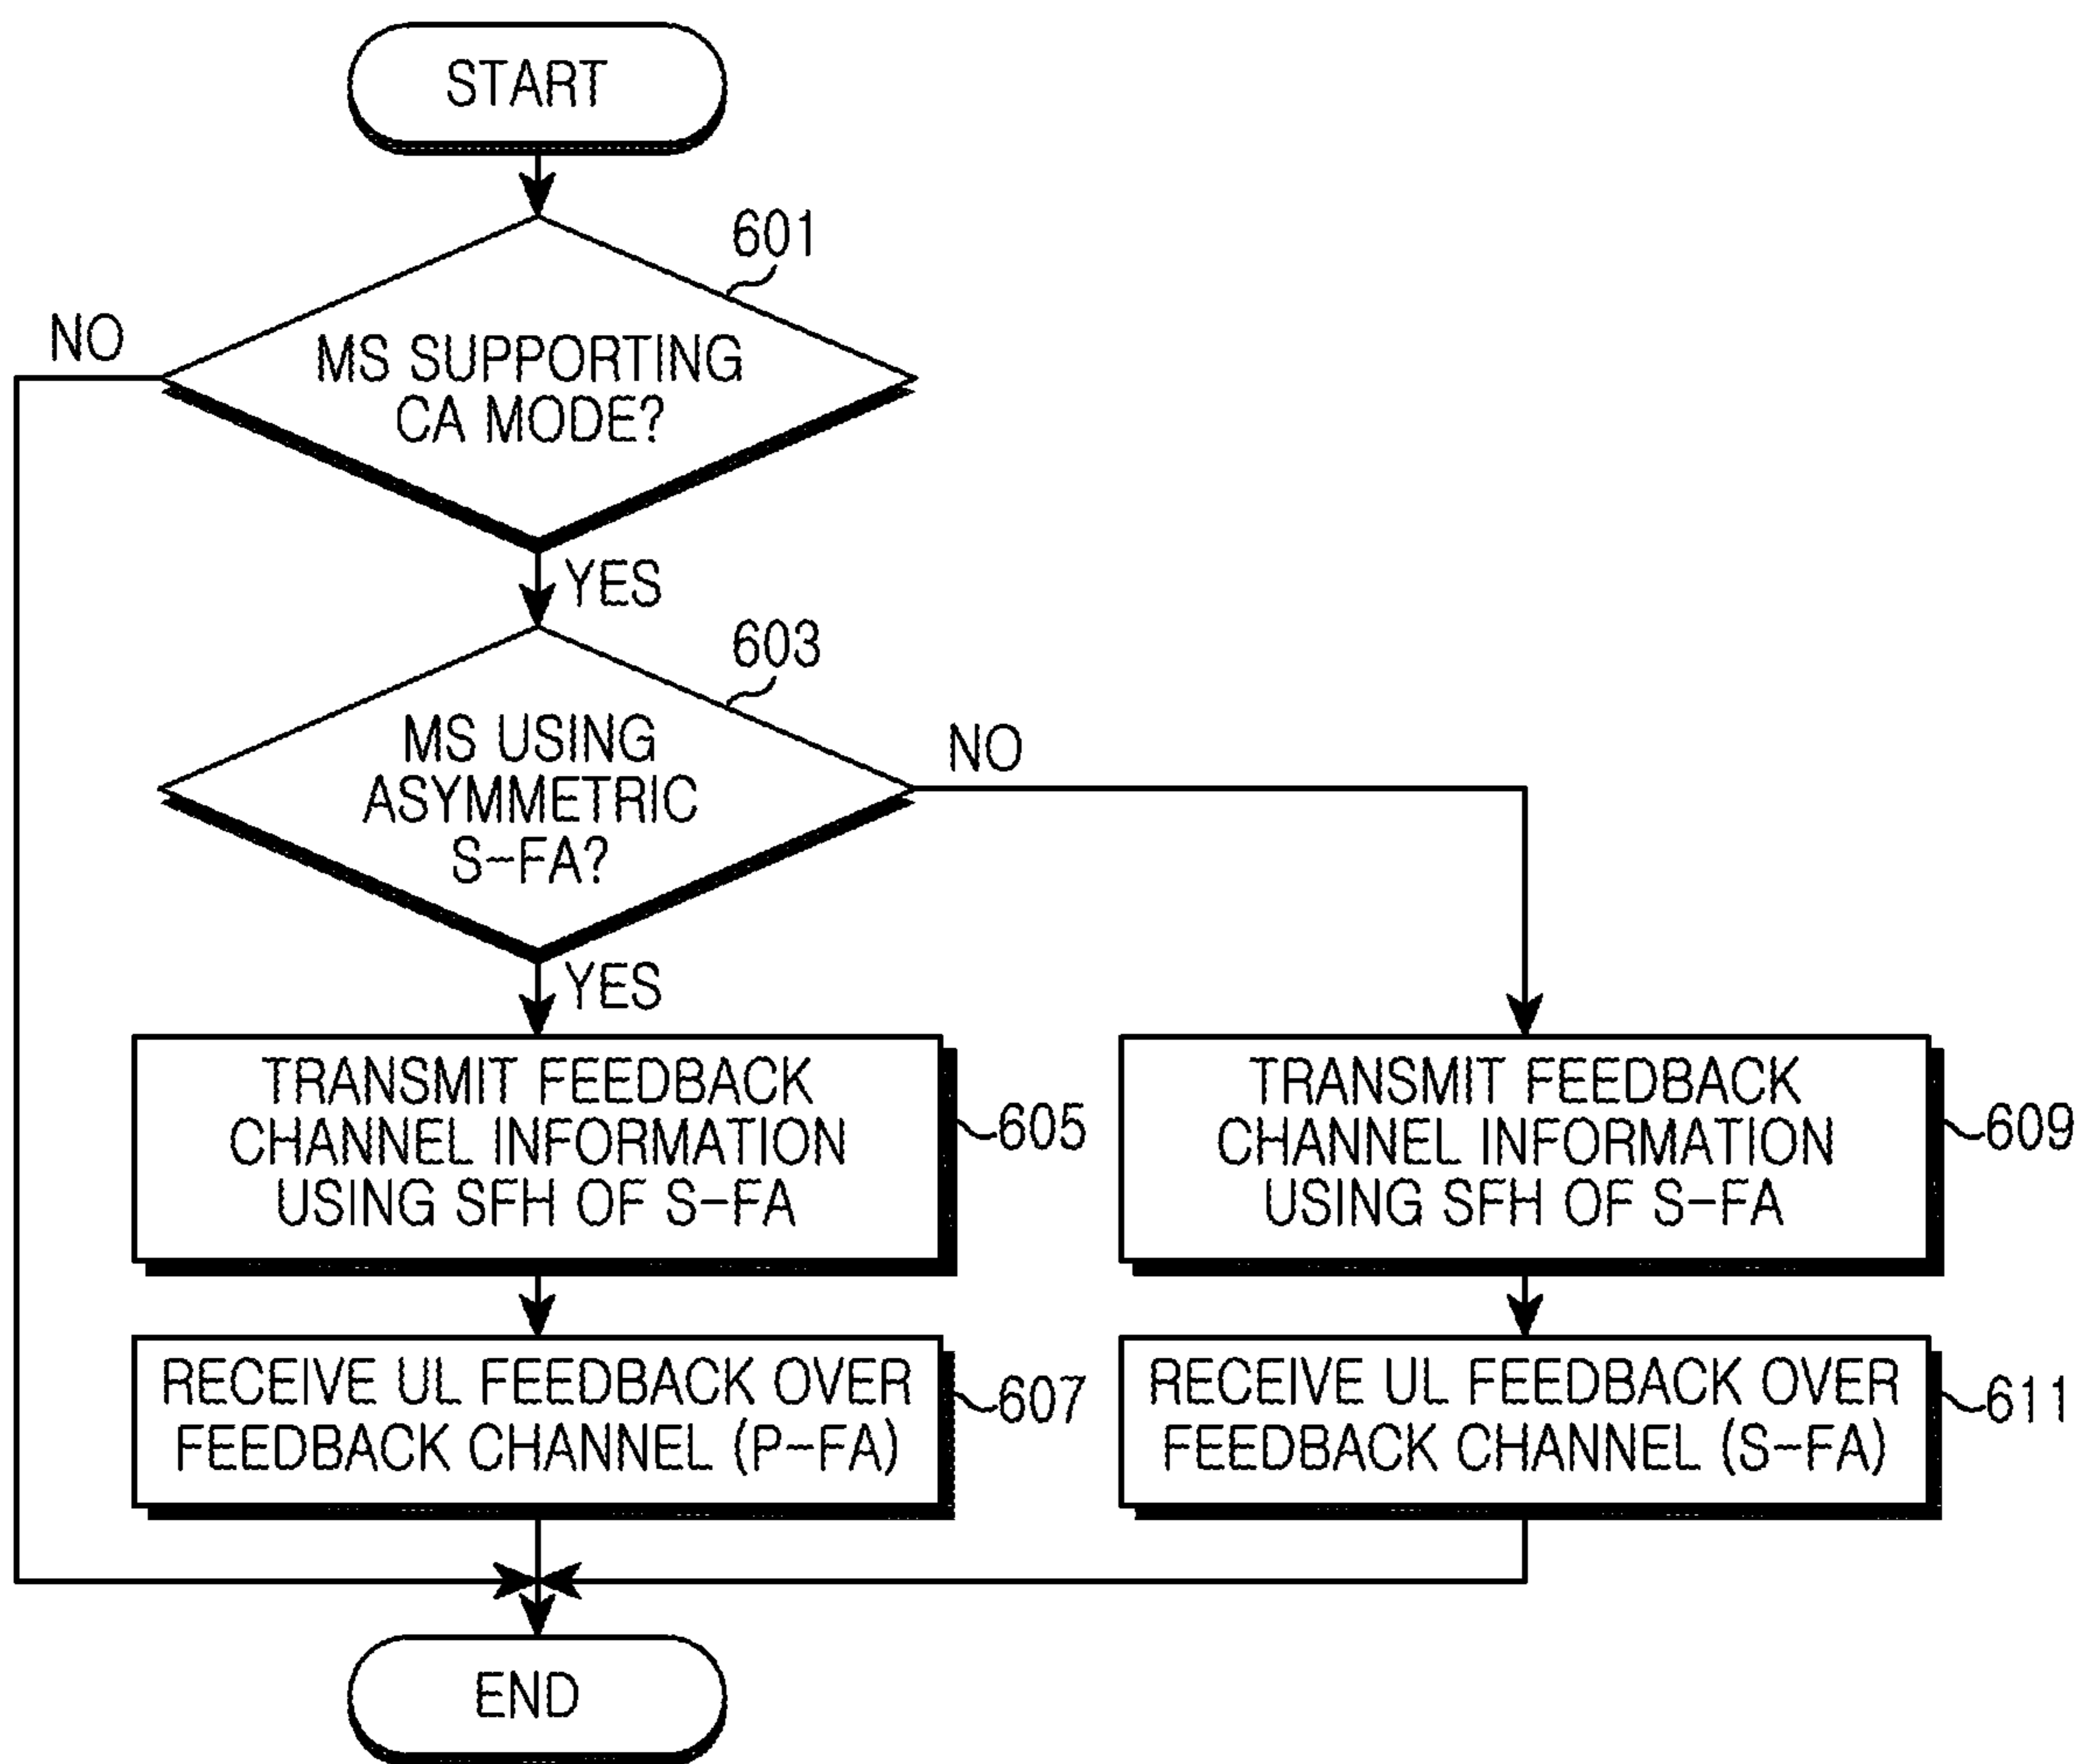 START
601
NO
MS SUPPORTING
CA MODE?
YES
603
MS USING
ASYMMETRIC
S-FA?
NO
YES
TRANSMIT FEEDBACK
CHANNEL INFORMATION
USING SFH OF S-FA
605
TRANSMIT FEEDBACK
CHANNEL INFORMATION
USING SFH OF S-FA
609
RECEIVE UL FEEDBACK OVER
FEEDBACK CHANNEL (P-FA)
607
RECEIVE UL FEEDBACK OVER
FEEDBACK CHANNEL (S-FA)
611
END